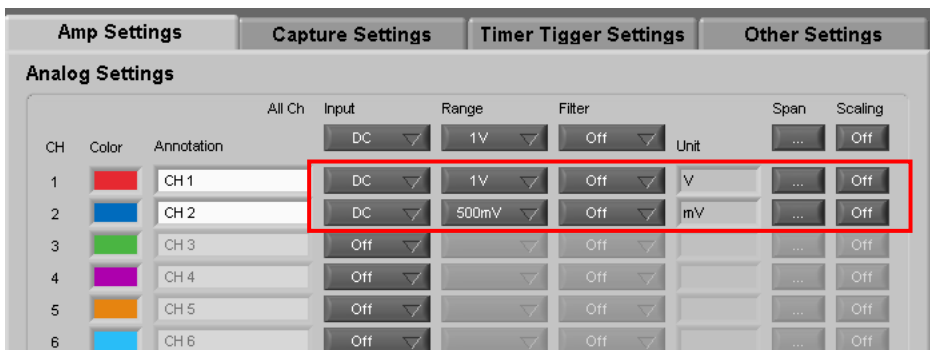 Amp Settings Capture Settings Timer Tigger Settings Other Settings
Analog Settings
All Ch Input Range Filter Span Scaling
DC 1V Off ... Off
CH Color Annotation Unit
1 CH 1 DC 1V Off V ... Off
2 CH 2 DC 500mV Off mV ... Off
3 CH 3 Off Off ... Off
4 CH 4 Off Off ... Off
5 CH 5 Off Off ... Off
6 CH 6 Off Off ... Off